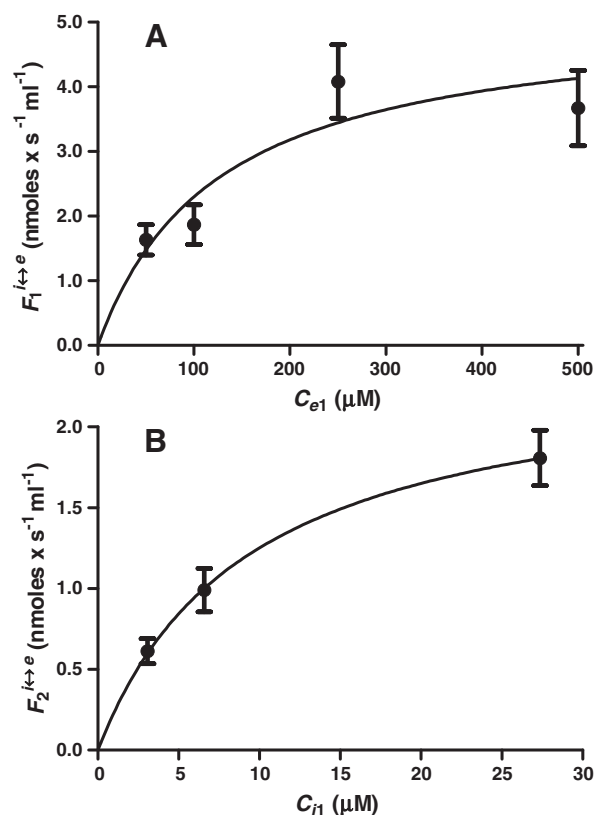 A
5.0
4.0
3.0
2.0
1.0
0.0
F₁ⁱ↔ᵉ (nmoles x s⁻¹ ml⁻¹)
0 100 200 300 400 500
Cₑ₁ (µM)
B
2.0
1.5
1.0
0.5
0.0
F₂ⁱ↔ᵉ (nmoles x s⁻¹ ml⁻¹)
0 5 10 15 20 25 30
Cᵢ₁ (µM)